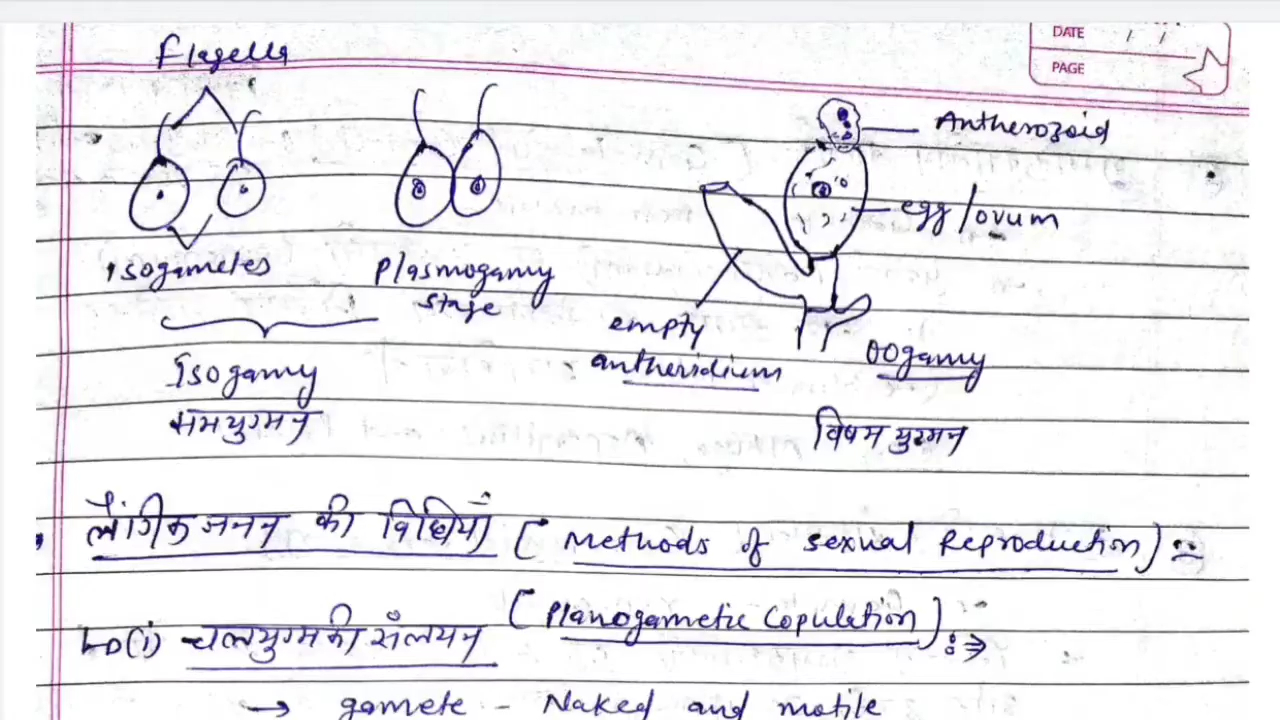 DATE
PAGE
flagella
Antherozoid
egg/ovum
Isogametes
Plasmogamy
stage
empty
antheridium
Oogamy
Isogamy
समयुग्मन
विषमयुग्मन
लैंगिक जनन की विधियाँ [Methods of sexual Reproduction) :-
(i) चलयुग्मकी संलयन [Planogametic Copulation) :⇒
→ gamete - Naked and motile